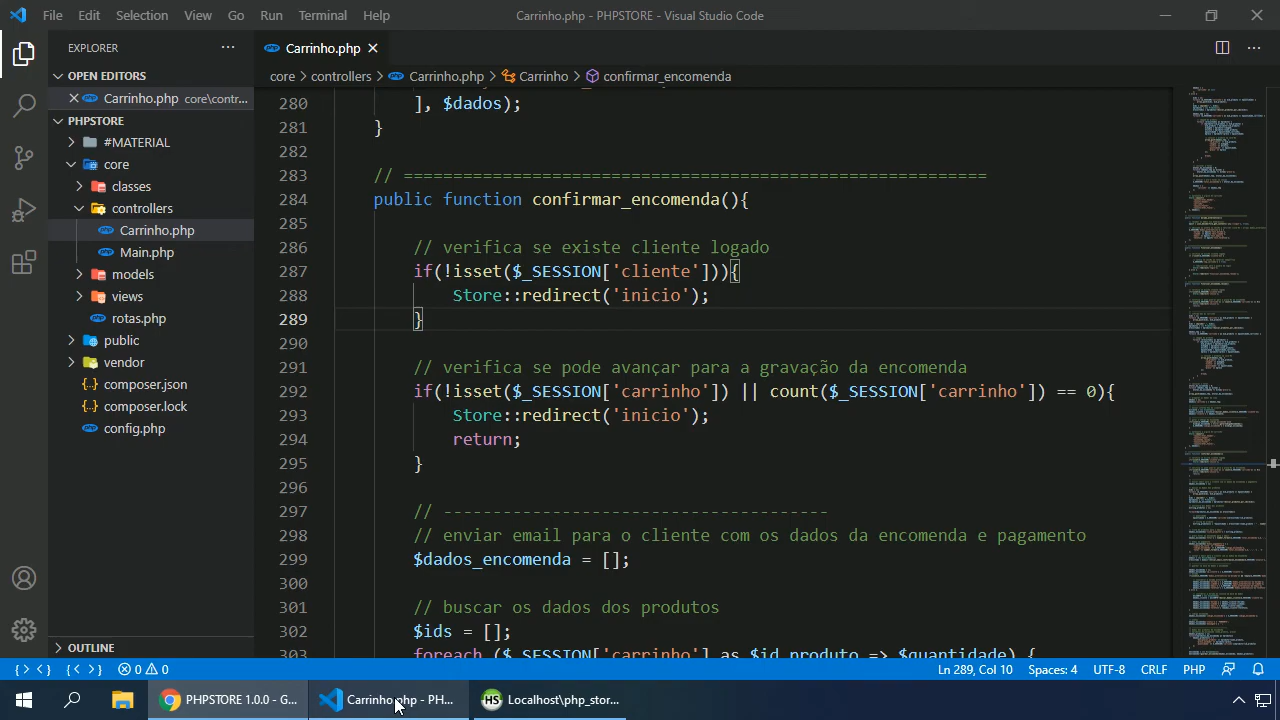 File Edit Selection View Go Run Terminal Help Carrinho.php - PHPSTORE - Visual Studio Code
EXPLORER
Carrinho.php
OPEN EDITORS
Carrinho.php core\contr...
core > controllers > Carrinho.php > Carrinho > confirmar_encomenda
PHPSTORE
#MATERIAL
core
classes
controllers
Carrinho.php
Main.php
models
views
rotas.php
public
vendor
composer.json
composer.lock
config.php
OUTLINE
280 ], $dados);
281 }
282
283 // =========================================================
284 public function confirmar_encomenda(){
285
286 // verifica se existe cliente logado
287 if(!isset($_SESSION['cliente'])){
288 Store::redirect('inicio');
289 }
290
291 // verifica se pode avançar para a gravação da encomenda
292 if(!isset($_SESSION['carrinho']) || count($_SESSION['carrinho']) == 0){
293 Store::redirect('inicio');
294 return;
295 }
296
297 // --------------------------------------------
298 // enviar email para o cliente com os dados da encomenda e pagamento
299 $dados_encomenda = [];
300
301 // buscar os dados dos produtos
302 $ids = [];
303 foreach ($_SESSION['carrinho'] as $id_produto => $quantidade) {
0 0 Ln 289, Col 10 Spaces: 4 UTF-8 CRLF PHP
PHPSTORE 1.0.0 - G... Carrinho.php - PH... HS Localhost\php_stor...